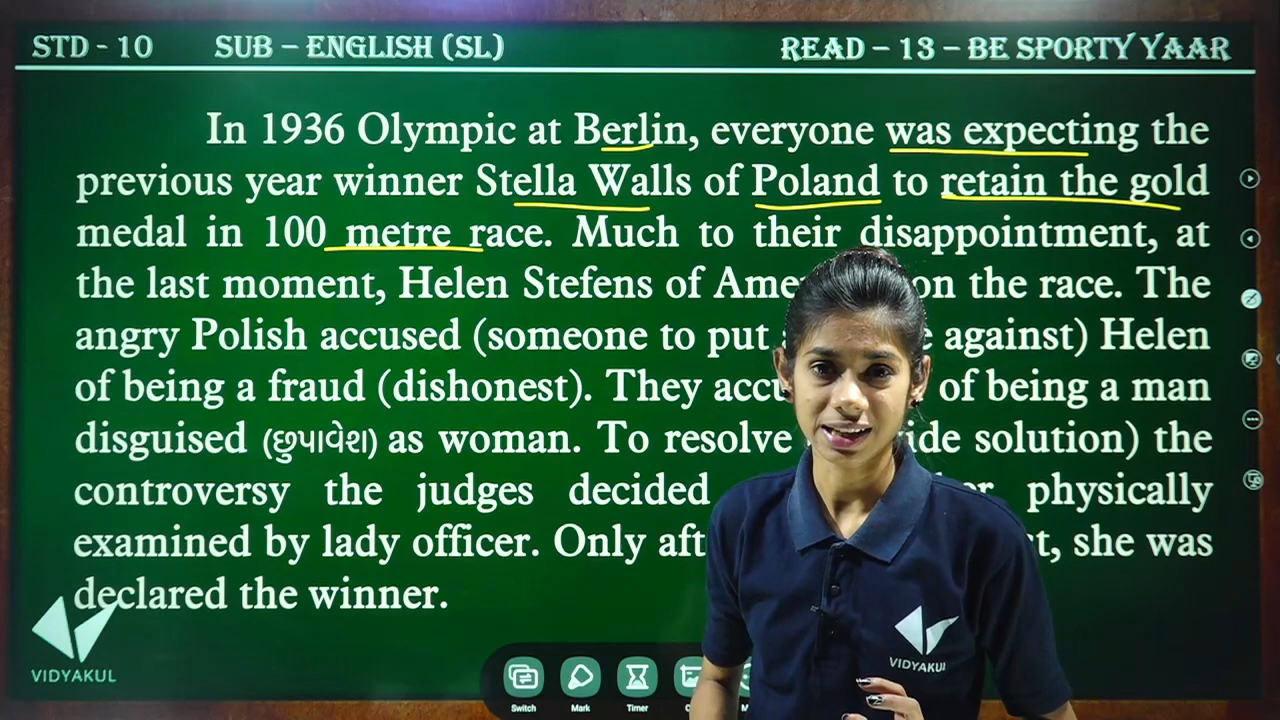 STD - 10 SUB – ENGLISH (SL) READ – 13 – BE SPORTY YAAR
In 1936 Olympic at Berlin, everyone was expecting the
previous year winner Stella Walls of Poland to retain the gold
medal in 100 metre race. Much to their disappointment, at
the last moment, Helen Stefens of on the race. The
angry Polish accused (someone to put against) Helen
of being a fraud (dishonest). They of being a man
disguised (છુપાવેશ) as woman. To resolve solution) the
controversy the judges decided physically
examined by lady officer. Only she was
declared the winner.
VIDYAKUL
VIDYAKUL
Switch Mark Timer